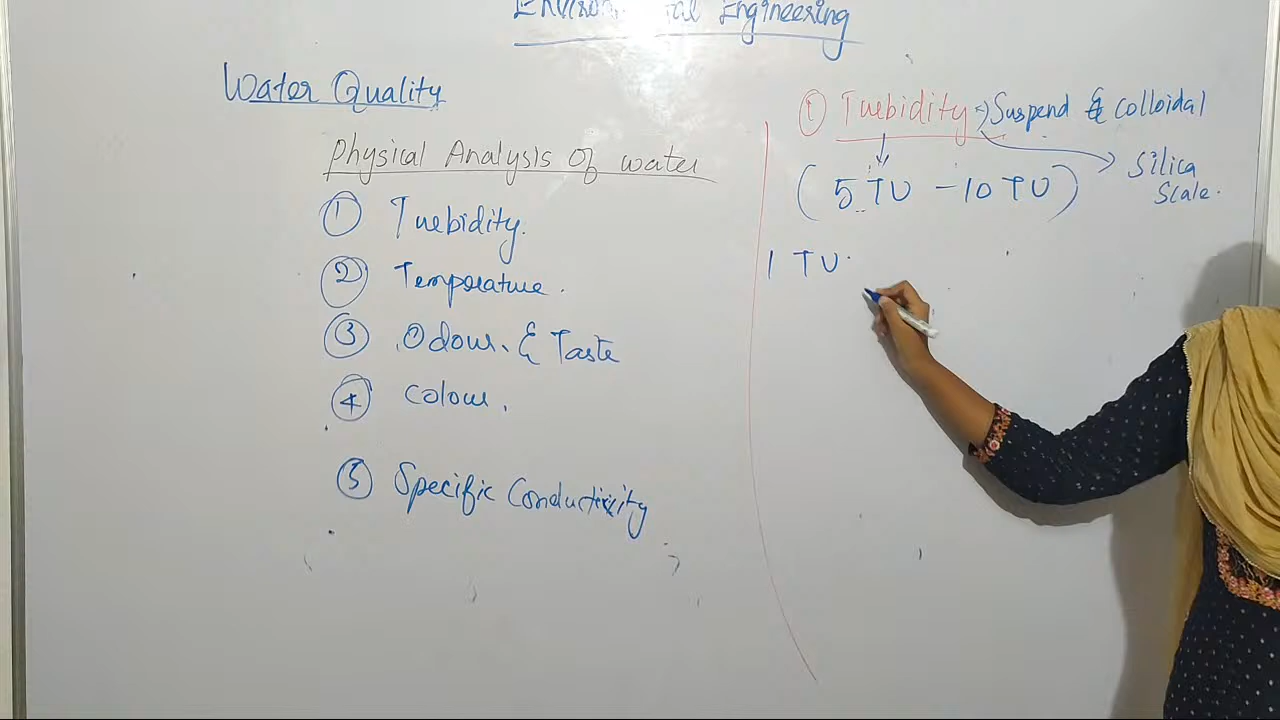 Environmental Engineering
Water Quality
Physical Analysis of water
① Turbidity.
② Temperature.
③ Odour. & Taste
④ Colour.
⑤ Specific Conductivity
① Turbidity → Suspend & Colloidal
→ Silica
Scale.
(5 TU - 10 TU)
1 TU.